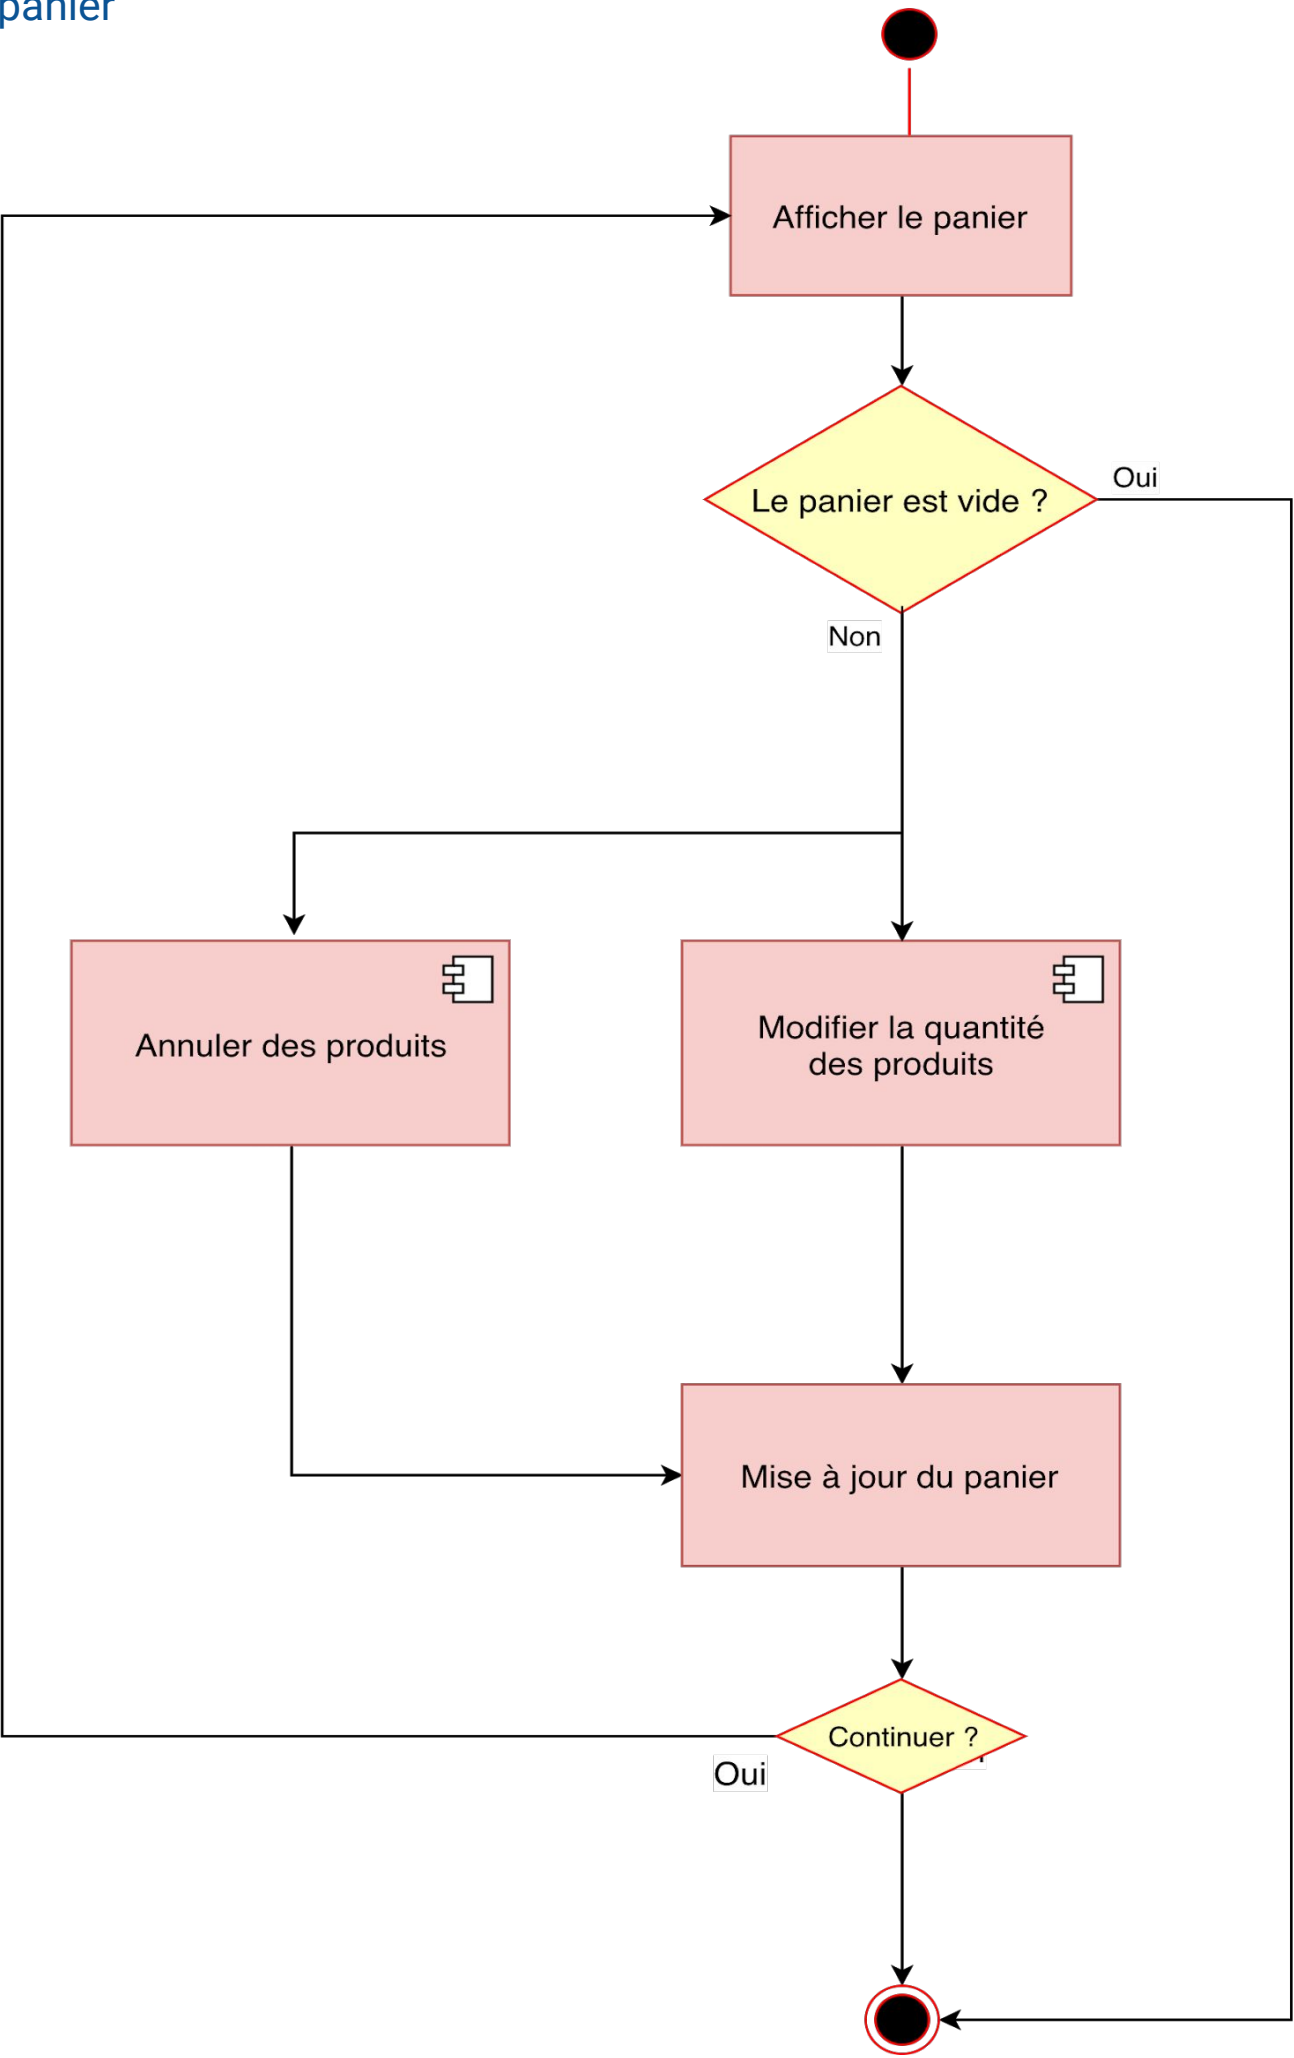 panier
Afficher le panier
Le panier est vide ?
Oui
Non
Annuler des produits
Modifier la quantité
des produits
Mise à jour du panier
Continuer ?
Oui